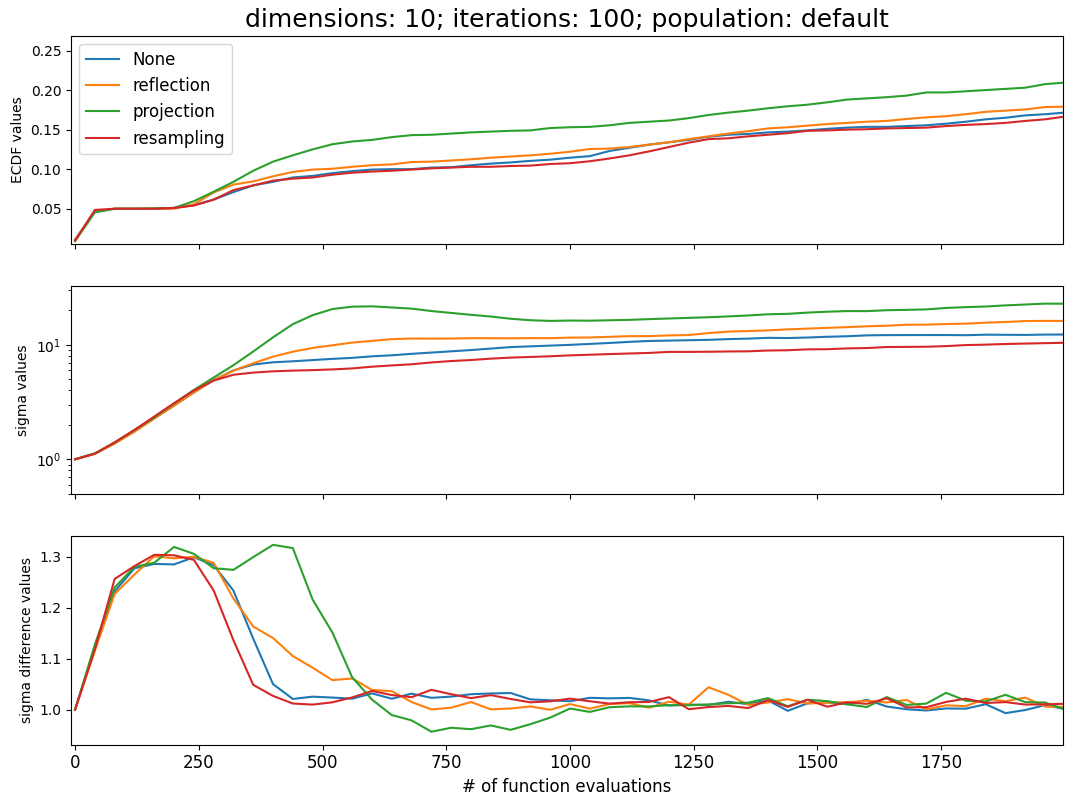 dimensions: 10; iterations: 100; population: default
ECDF values
0.25
0.20
0.15
0.10
0.05
None
reflection
projection
resampling
sigma values
10¹
10⁰
sigma difference values
1.3
1.2
1.1
1.0
0 250 500 750 1000 1250 1500 1750
# of function evaluations